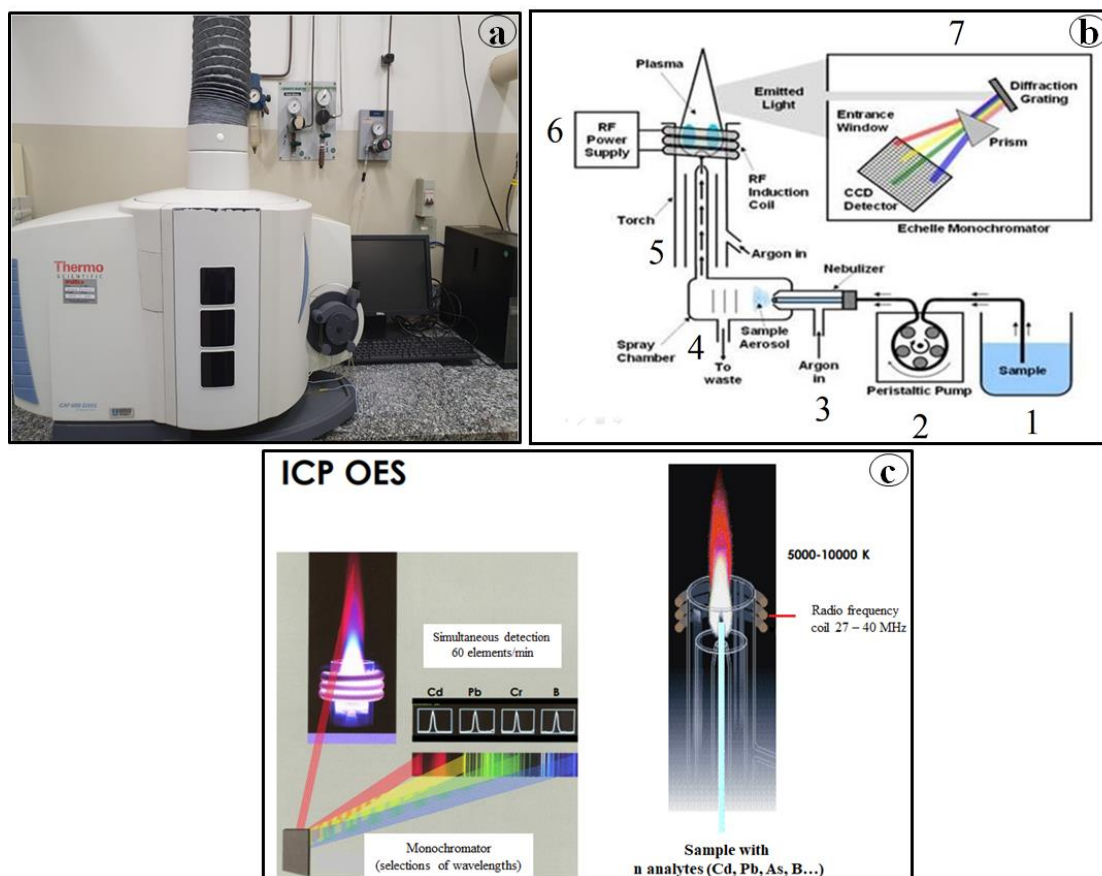 a
Thermo
SCIENTIFIC
iCAP 6000 SERIES
b
7
Plasma
Emitted
Light
Diffraction
Grating
Entrance
Window
Prism
CCD
Detector
Echelle Monochromator
6
RF
Power
Supply
RF
Induction
Coil
Torch
5
Argon in
Nebulizer
Spray
Chamber
4
Sample
Aerosol
To
waste
Argon
in
3
Peristaltic Pump
2
Sample
1
ICP OES
c
Simultaneous detection
60 elements/min
Cd Pb Cr B
Monochromator
(selections of wavelengths)
5000-10000 K
Radio frequency
coil 27 – 40 MHz
Sample with
n analytes (Cd, Pb, As, B...)